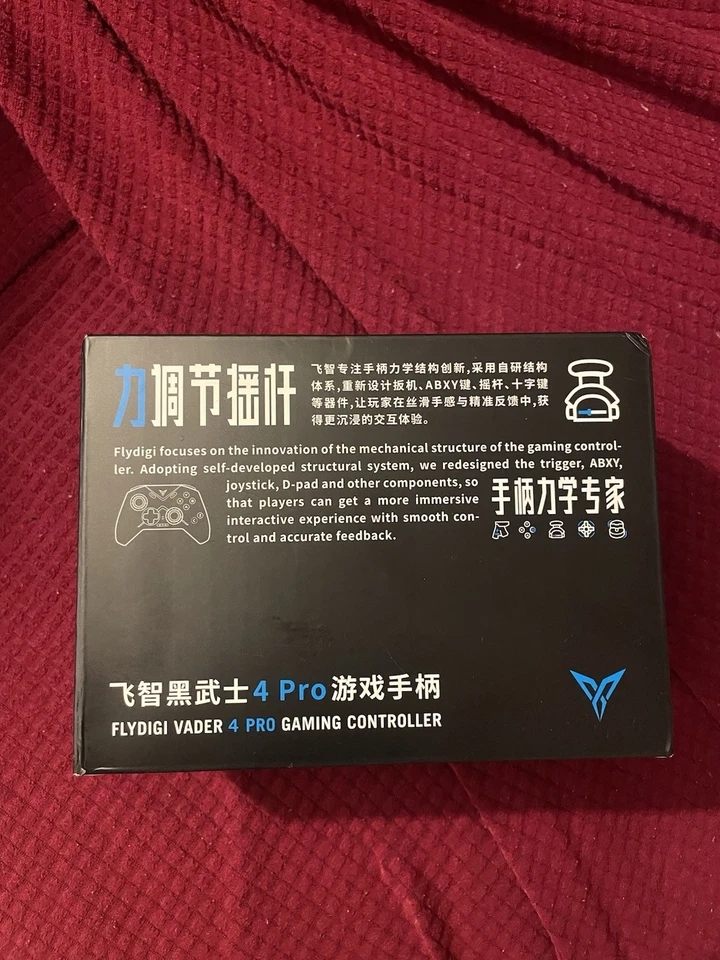 力调节摇杆
飞智专注手柄力学结构创新,采用自研结构
体系,重新设计扳机、ABXY键、摇杆、十字键
等器件,让玩家在丝滑手感与精准反馈中,获
得更沉浸的交互体验。
Flydigi focuses on the innovation of the mechanical structure of the gaming control-
ler. Adopting self-developed structural system, we redesigned the trigger, ABXY,
joystick, D-pad and other components, so
that players can get a more immersive
interactive experience with smooth con-
trol and accurate feedback.
手柄力学专家
飞智黑武士4 Pro游戏手柄
FLYDIGI VADER 4 PRO GAMING CONTROLLER